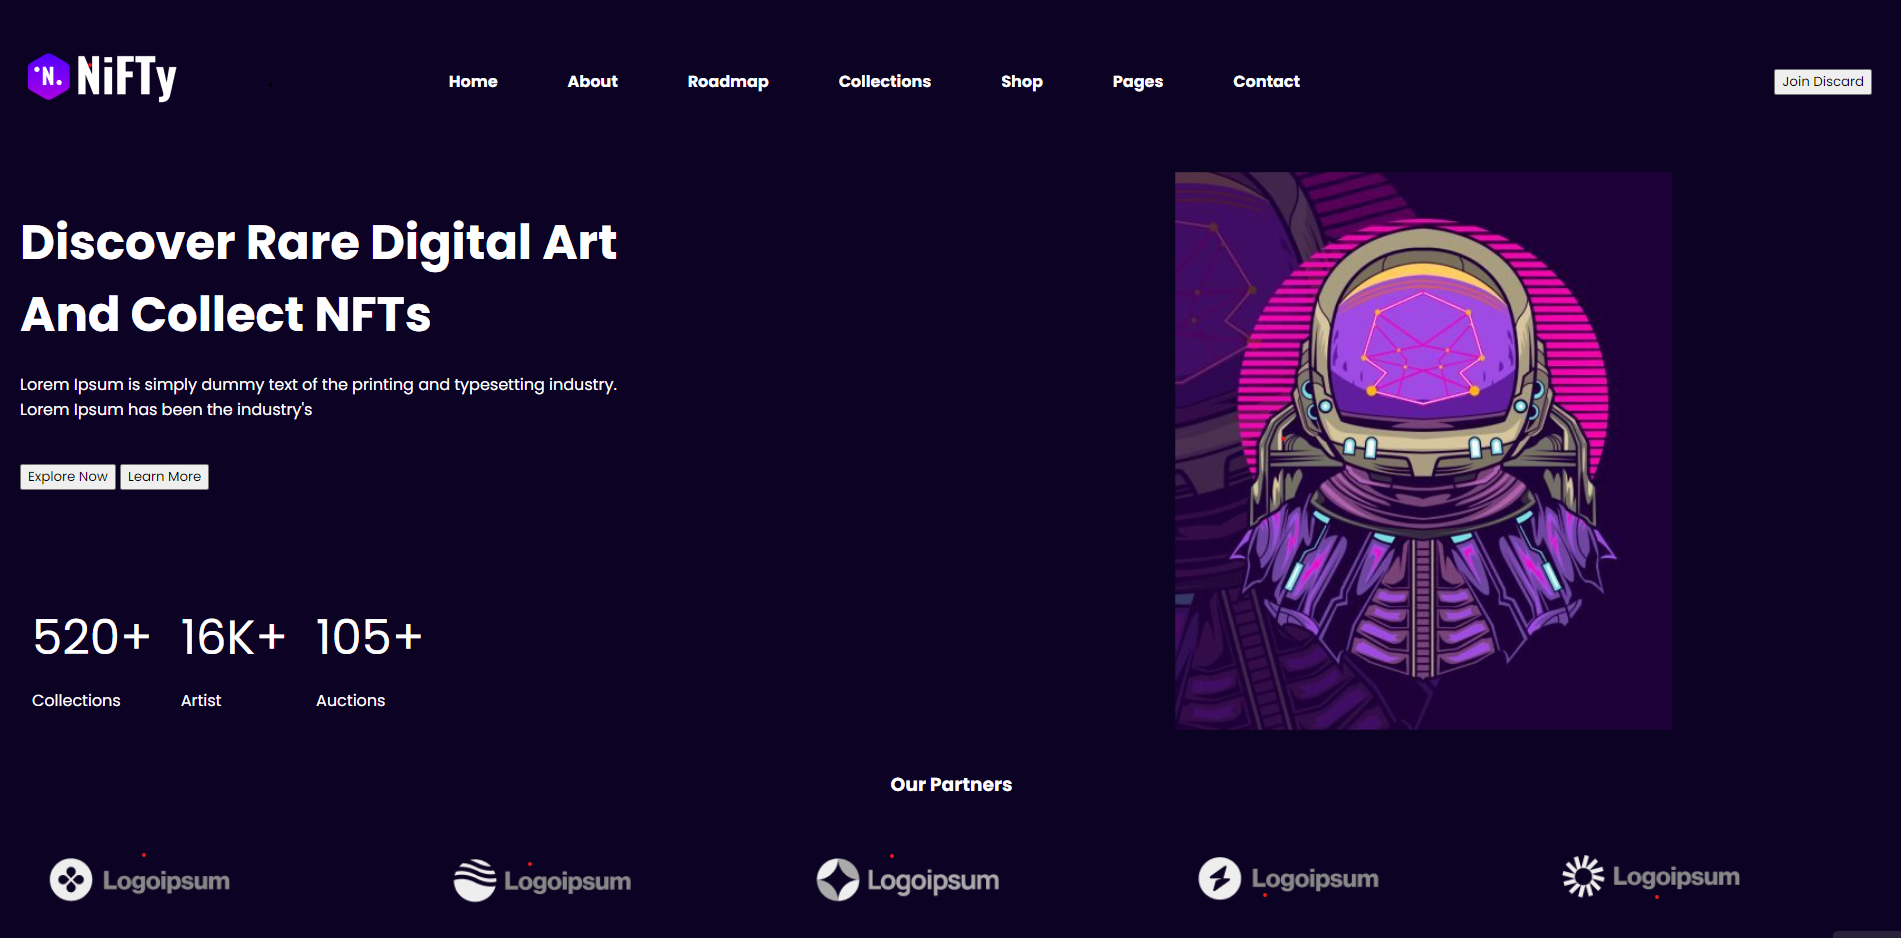 N. NiFTy
Home About Roadmap Collections Shop Pages Contact
Join Discard
Discover Rare Digital Art
And Collect NFTs
Lorem Ipsum is simply dummy text of the printing and typesetting industry.
Lorem Ipsum has been the industry's
Explore Now Learn More
520+ 16K+ 105+
Collections Artist Auctions
Our Partners
Logoipsum Logoipsum Logoipsum Logoipsum Logoipsum